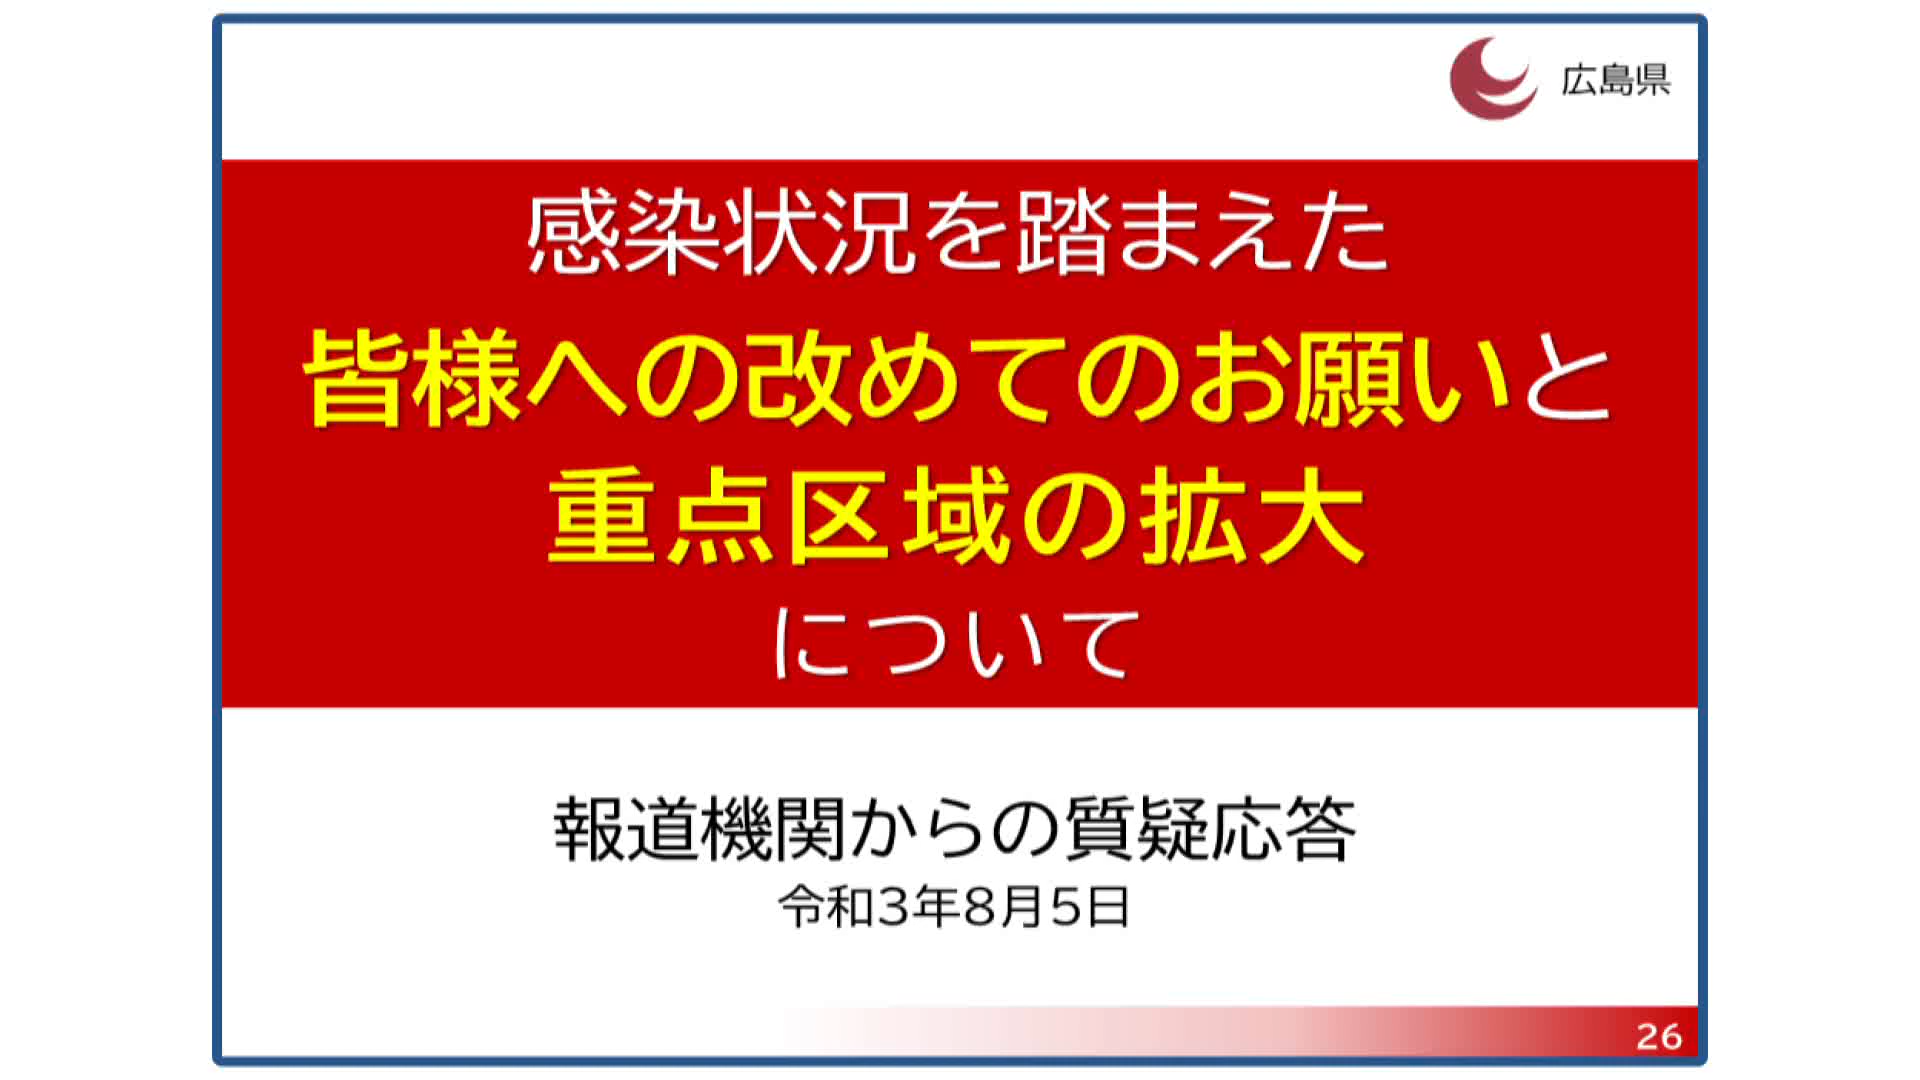 広島県
感染状況を踏まえた
皆様への改めてのお願いと
重点区域の拡大
について
報道機関からの質疑応答
令和3年8月5日
26